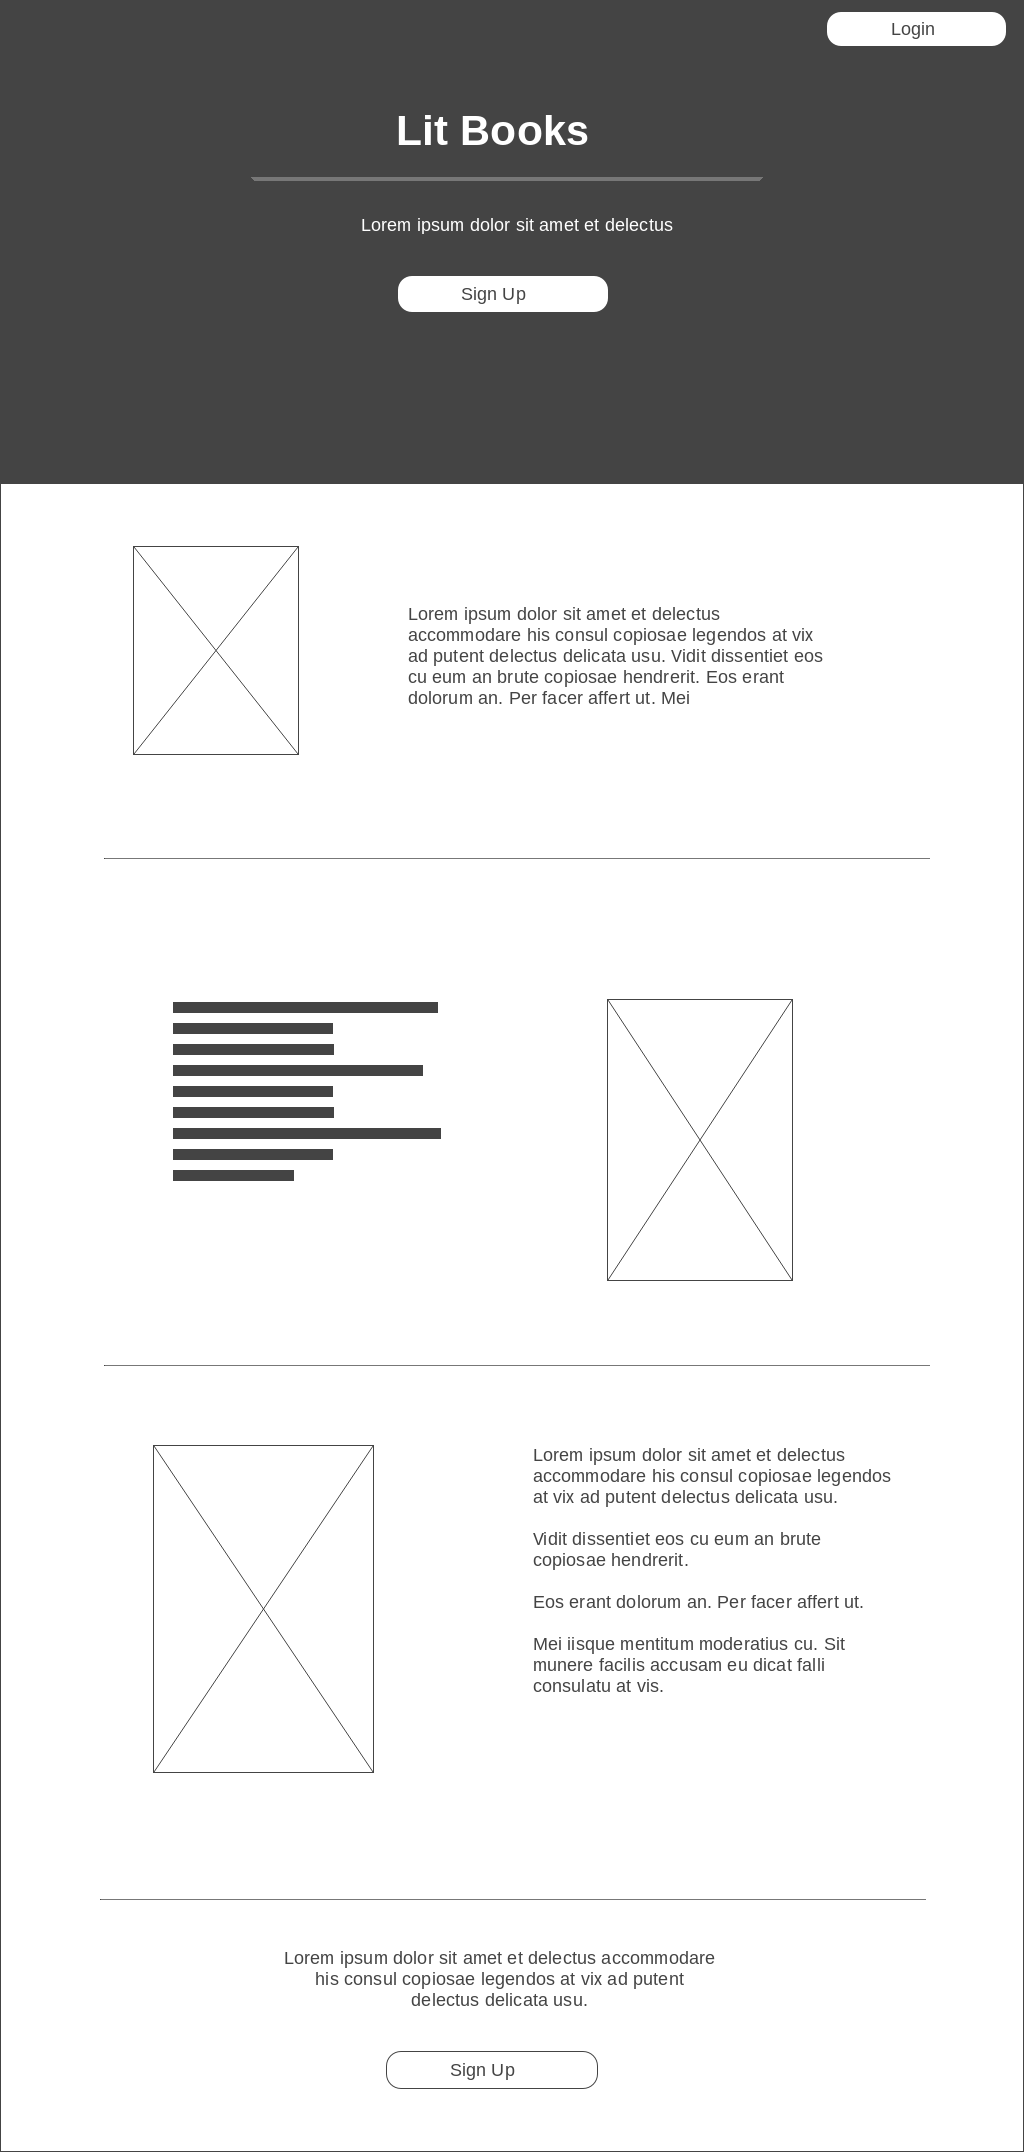 Login
Lit Books
Lorem ipsum dolor sit amet et delectus
Sign Up
Lorem ipsum dolor sit amet et delectus
accommodare his consul copiosae legendos at vix
ad putent delectus delicata usu. Vidit dissentiet eos
cu eum an brute copiosae hendrerit. Eos erant
dolorum an. Per facer affert ut. Mei
Lorem ipsum dolor sit amet et delectus
accommodare his consul copiosae legendos
at vix ad putent delectus delicata usu.
Vidit dissentiet eos cu eum an brute
copiosae hendrerit.
Eos erant dolorum an. Per facer affert ut.
Mei iisque mentitum moderatius cu. Sit
munere facilis accusam eu dicat falli
consulatu at vis.
Lorem ipsum dolor sit amet et delectus accommodare
his consul copiosae legendos at vix ad putent
delectus delicata usu.
Sign Up